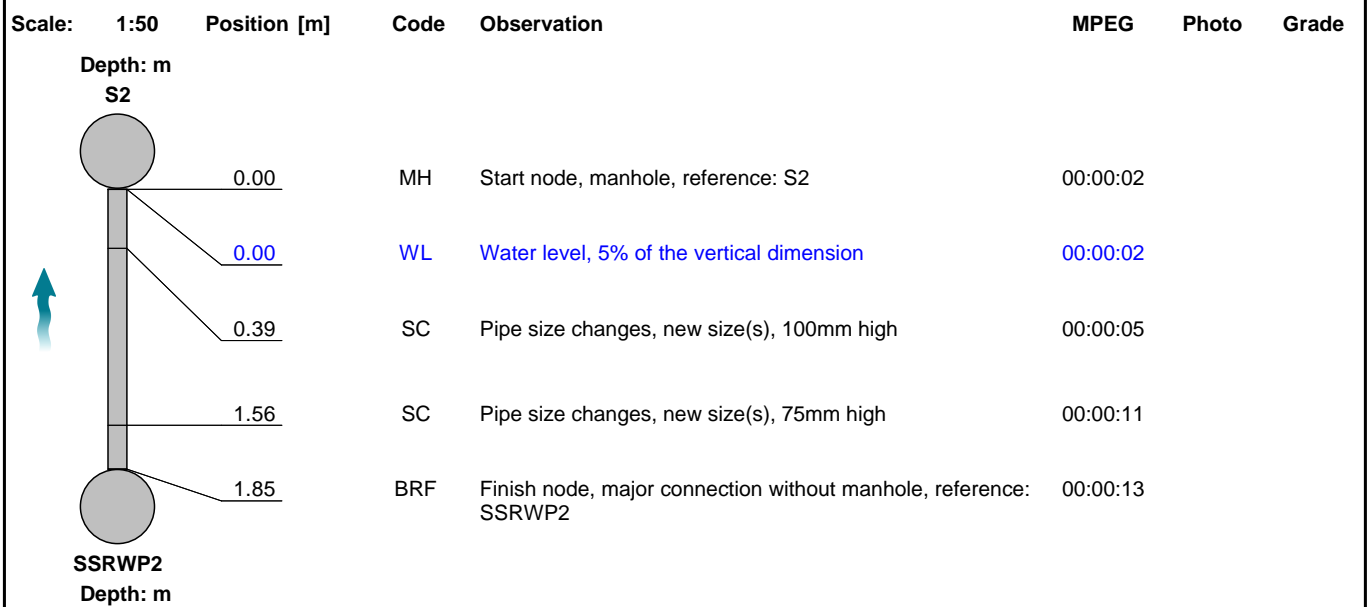 Scale: 1:50 Position [m] Code Observation MPEG Photo Grade
Depth: m
S2
0.00 MH Start node, manhole, reference: S2 00:00:02
0.00 WL Water level, 5% of the vertical dimension 00:00:02
0.39 SC Pipe size changes, new size(s), 100mm high 00:00:05
1.56 SC Pipe size changes, new size(s), 75mm high 00:00:11
1.85 BRF Finish node, major connection without manhole, reference: 00:00:13
SSRWP2
SSRWP2
Depth: m